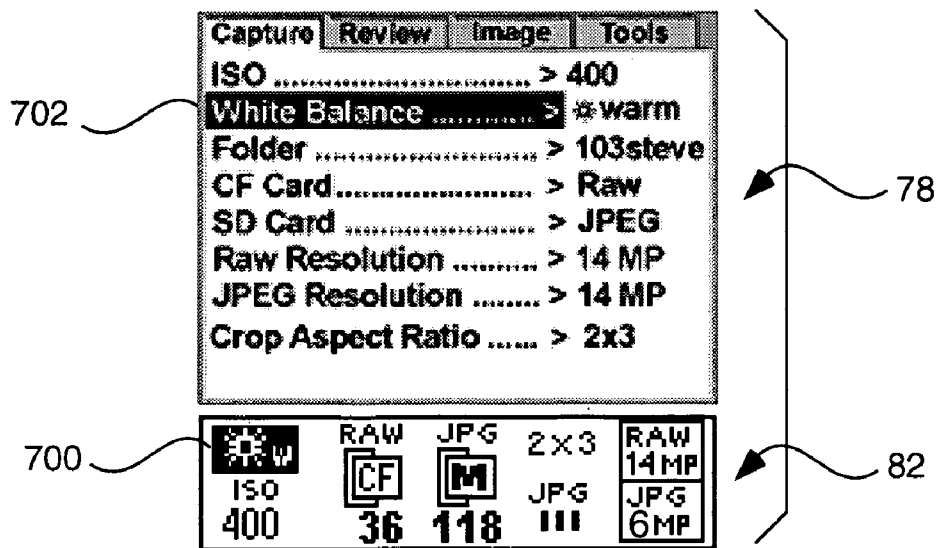 Capture Review Image Tools
ISO .............................. > 400
702
White Balance ............ > warm
Folder .......................... > 103steve
CF Card...................... > Raw
78
SD Card ..................... > JPEG
Raw Resolution .......... > 14 MP
JPEG Resolution ........ > 14 MP
Crop Aspect Ratio ...... > 2x3
700
W
RAW JPG 2X3 RAW
14MP
CF M
82
ISO JPG JPG
400 36 118 6MP